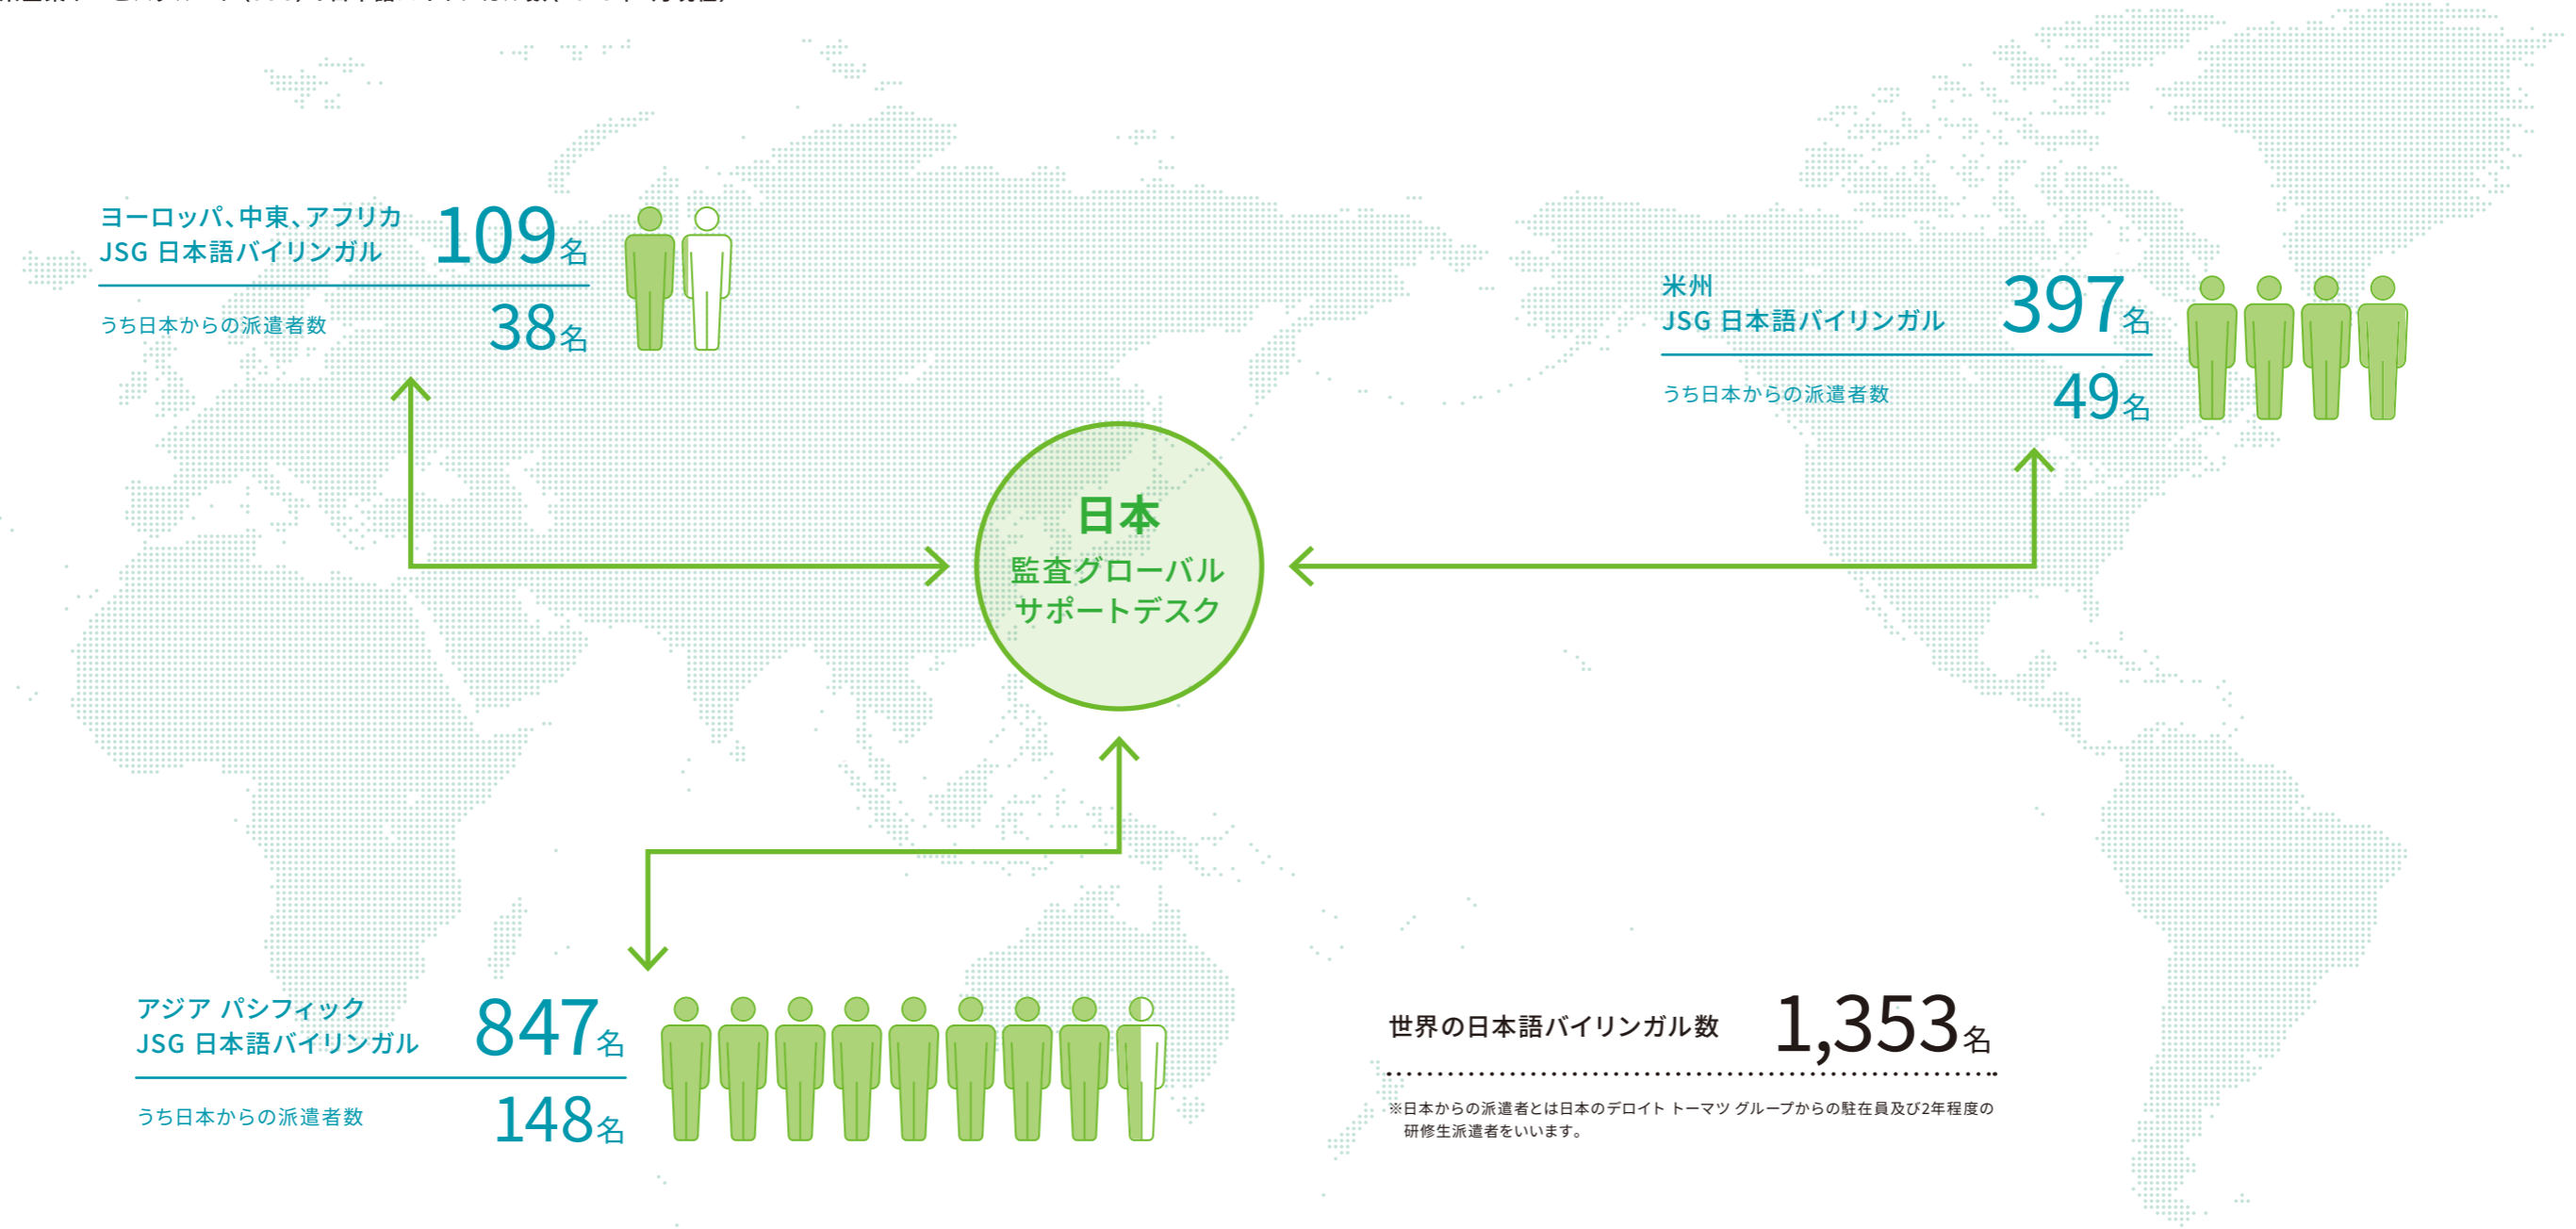 ヨーロッパ、中東、アフリカ
JSG 日本語バイリンガル 109名
うち日本からの派遣者数 38名
米州
JSG 日本語バイリンガル 397名
うち日本からの派遣者数 49名
日本
監査グローバル
サポートデスク
アジア パシフィック
JSG 日本語バイリンガル 847名
うち日本からの派遣者数 148名
世界の日本語バイリンガル数 1,353名
※日本からの派遣者とは日本のデロイト トーマツ グループからの駐在員及び2年程度の
研修生派遣者をいいます。